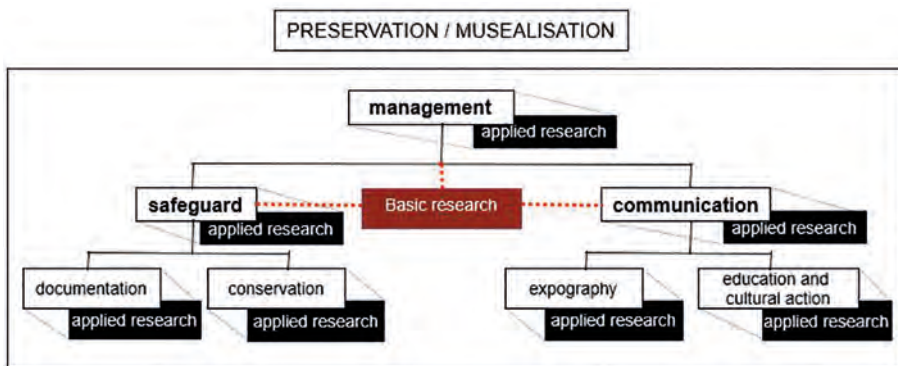 PRESERVATION / MUSEALISATION
management
applied research
safeguard
applied research
Basic research
communication
applied research
documentation
applied research
conservation
applied research
expography
applied research
education and
cultural action
applied research